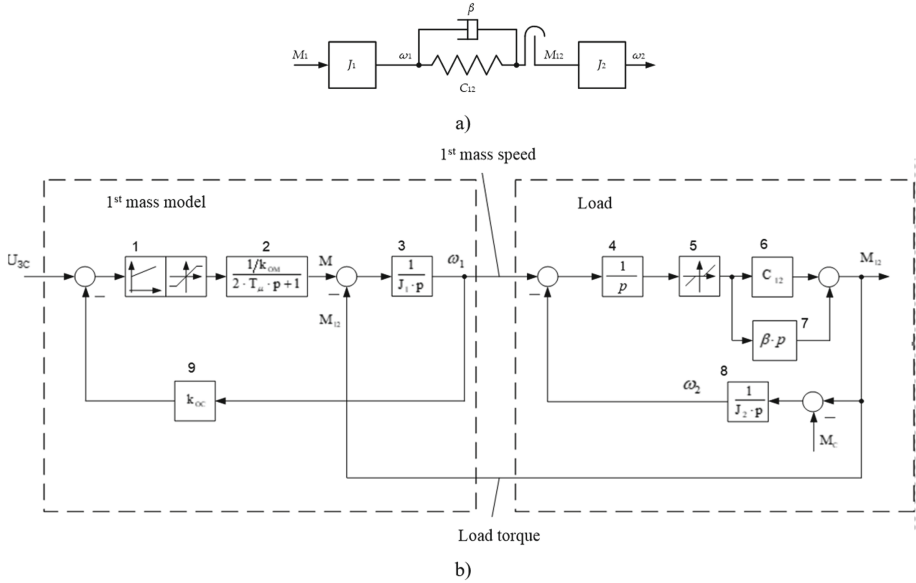 β
M1 J1 ω1 C12 M12 J2 ω2
a)
1st mass speed
1st mass model
Load
1 2 3 4 5 6
UЗС 1/kОМ M 1 ω1 1 C12 M12
2·Tμ·p+1 J1·p p
− − −
M12
7
β·p
9
kОС
8
ω2 1
J2·p
−
MC
Load torque
b)